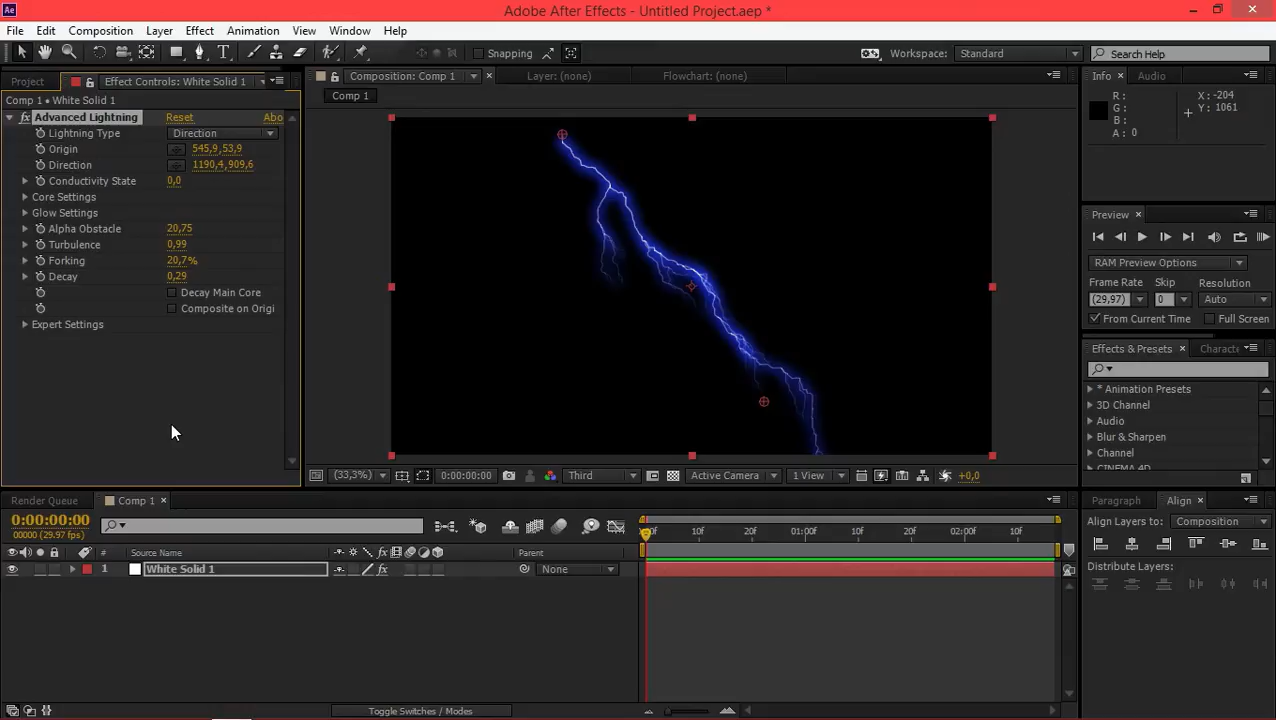 Ae Adobe After Effects - Untitled Project.aep *
File Edit Composition Layer Effect Animation View Window Help
Snapping Workspace: Standard Search Help
Project Effect Controls: White Solid 1 Composition: Comp 1 Layer: (none) Flowchart: (none) Info Audio
Comp 1 • White Solid 1
Comp 1
fx Advanced Lightning Reset Abo
Lightning Type Direction
Origin 545,9,53,9
Direction 1190,4,909,6
Conductivity State 0,0
Core Settings
Glow Settings
Alpha Obstacle 20,75
Turbulence 0,99
Forking 20,7%
Decay 0,29
Decay Main Core
Composite on Origi
Expert Settings
R :
G :
B :
A : 0
X : -204
Y : 1061
Preview
RAM Preview Options
Frame Rate Skip Resolution
(29,97) 0 Auto
From Current Time Full Screen
Effects & Presets Characte
* Animation Presets
3D Channel
Audio
Blur & Sharpen
Channel
CINEMA 4D
(33,3%) 0:00:00:00 Third Active Camera 1 View +0,0
Render Queue Comp 1
0:00:00:00
00000 (29.97 fps)
:00f 10f 20f 01:00f 10f 20f 02:00f 10f
# Source Name fx Parent
1 White Solid 1 fx None
Toggle Switches / Modes
Paragraph Align
Align Layers to: Composition
Distribute Layers: